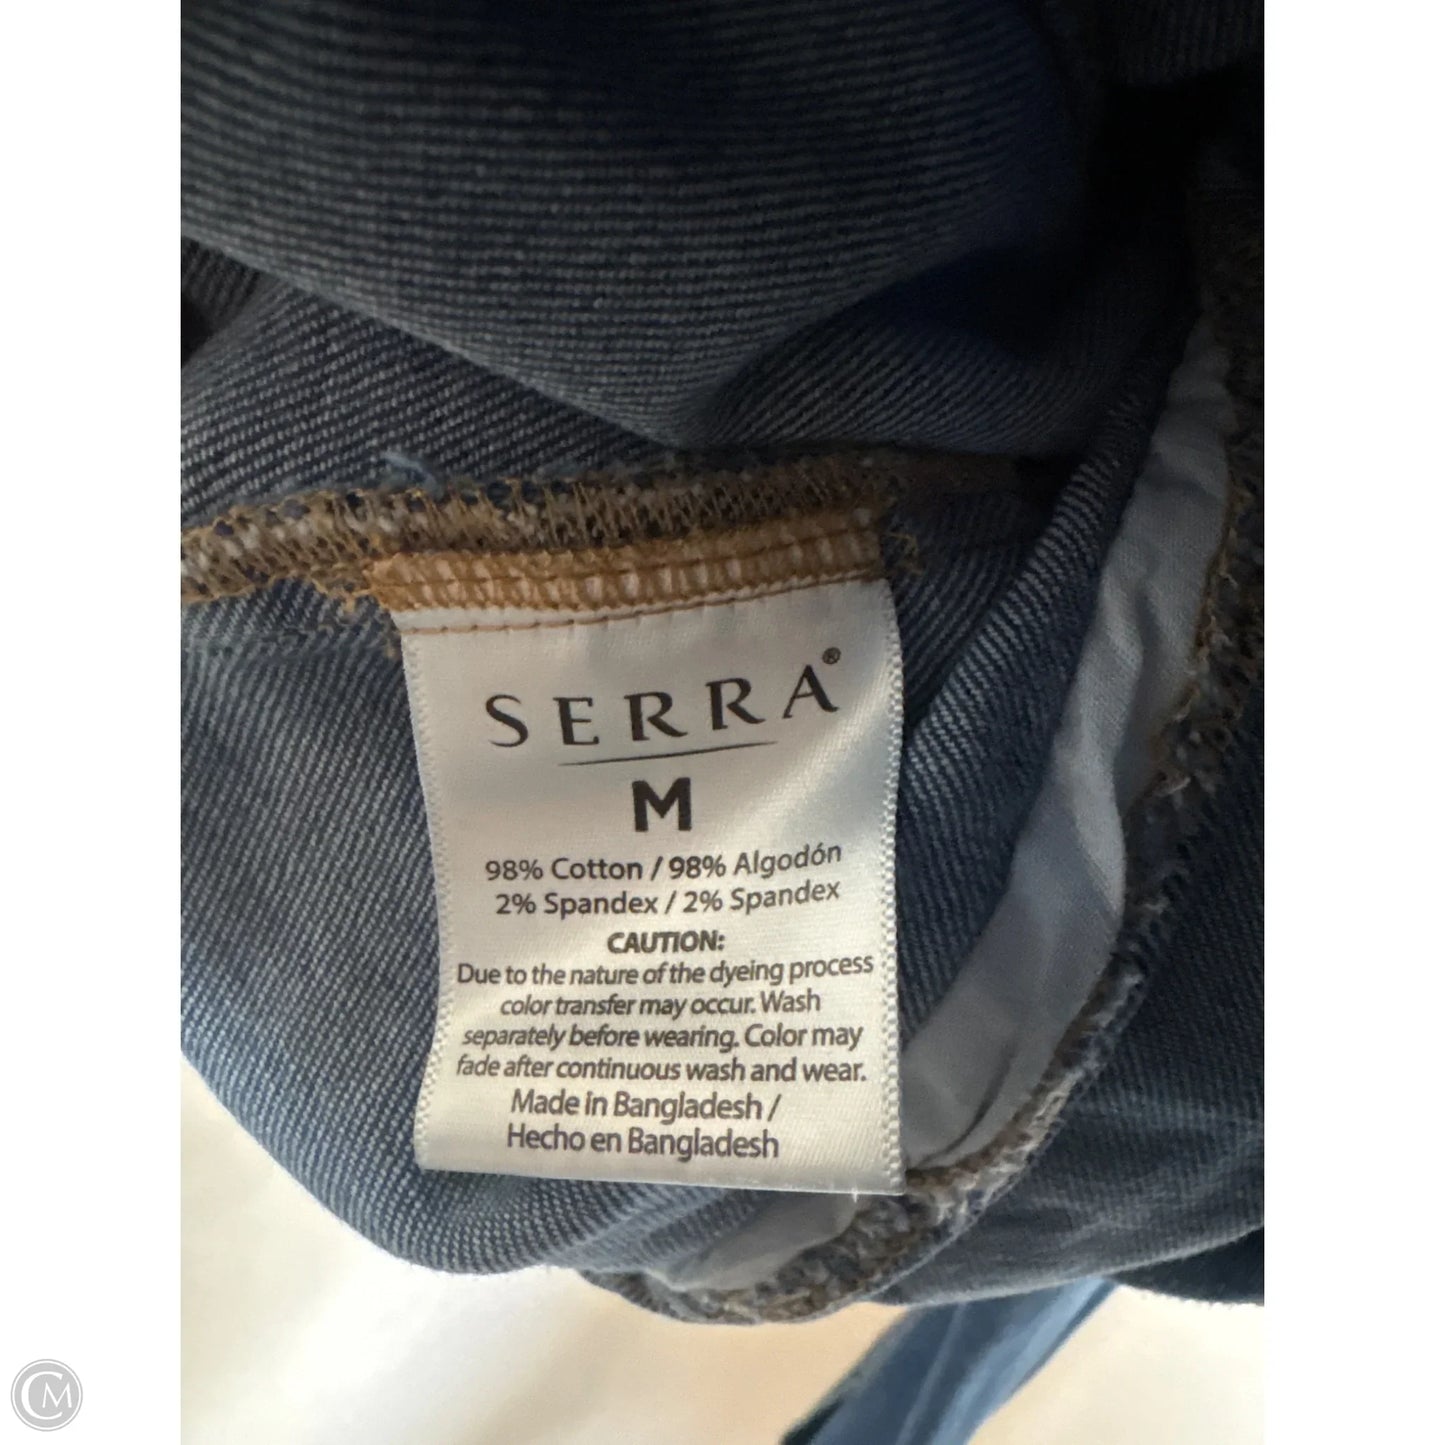 SERRA®
M
98% Cotton / 98% Algodón
2% Spandex / 2% Spandex
CAUTION:
Due to the nature of the dyeing process
color transfer may occur. Wash
separately before wearing. Color may
fade after continuous wash and wear.
Made in Bangladesh /
Hecho en Bangladesh
CM